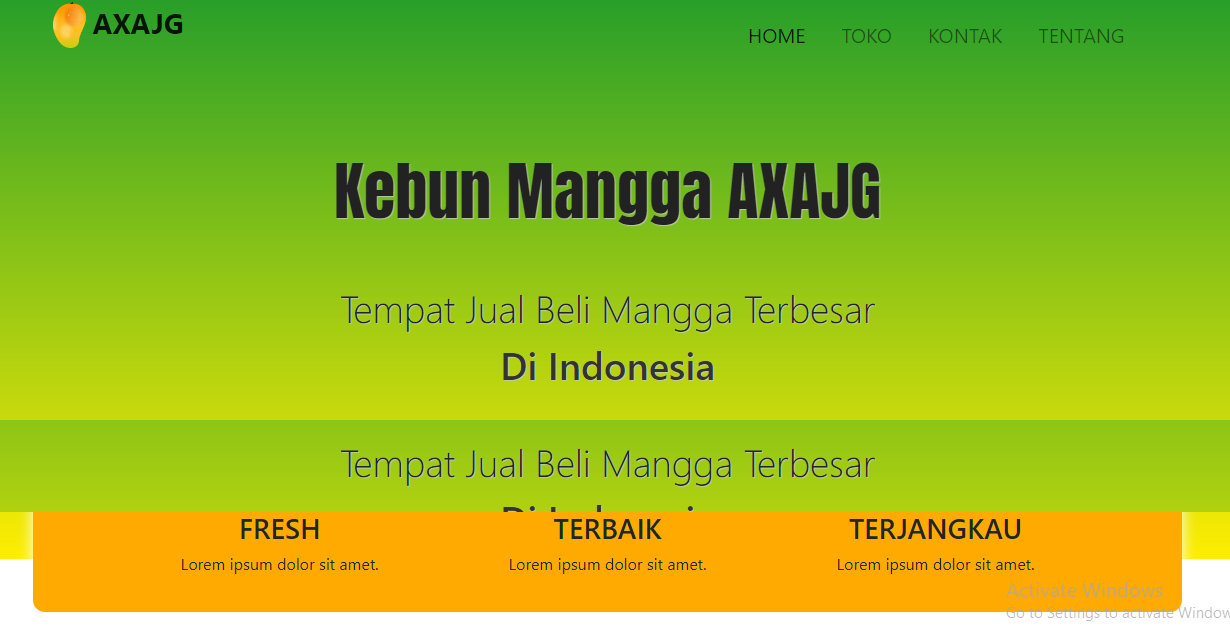 AXAJG
HOME TOKO KONTAK TENTANG
Kebun Mangga AXAJG
Tempat Jual Beli Mangga Terbesar
Di Indonesia
Tempat Jual Beli Mangga Terbesar
Di Indonesia
FRESH TERBAIK TERJANGKAU
Lorem ipsum dolor sit amet. Lorem ipsum dolor sit amet. Lorem ipsum dolor sit amet.
Activate Windows
Go to Settings to activate Window